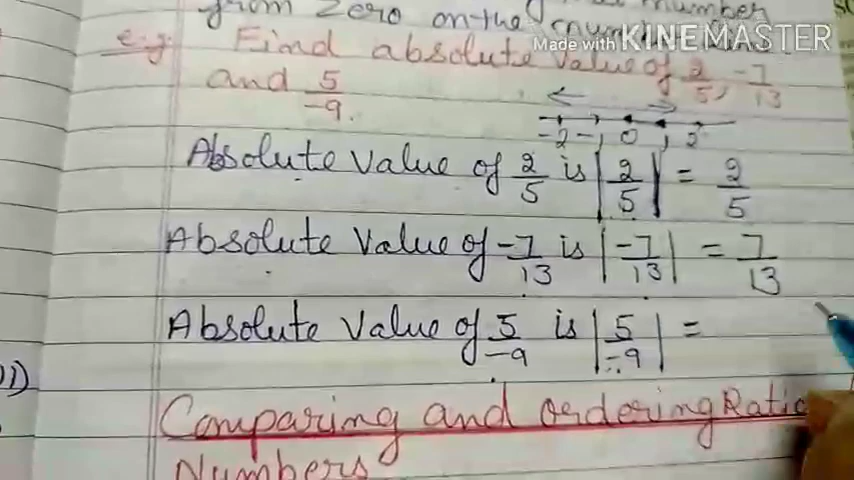 from zero on the number
Made with KINEMASTER
e.g. Find absolute value of 2/5, -7/13
and 5/-9.
-2 -1 0 1 2
Absolute value of 2/5 is |2/5| = 2/5
Absolute value of -7/13 is |-7/13| = 7/13
Absolute value of 5/-9 is |5/-9| =
Comparing and ordering Ratio
Numbers